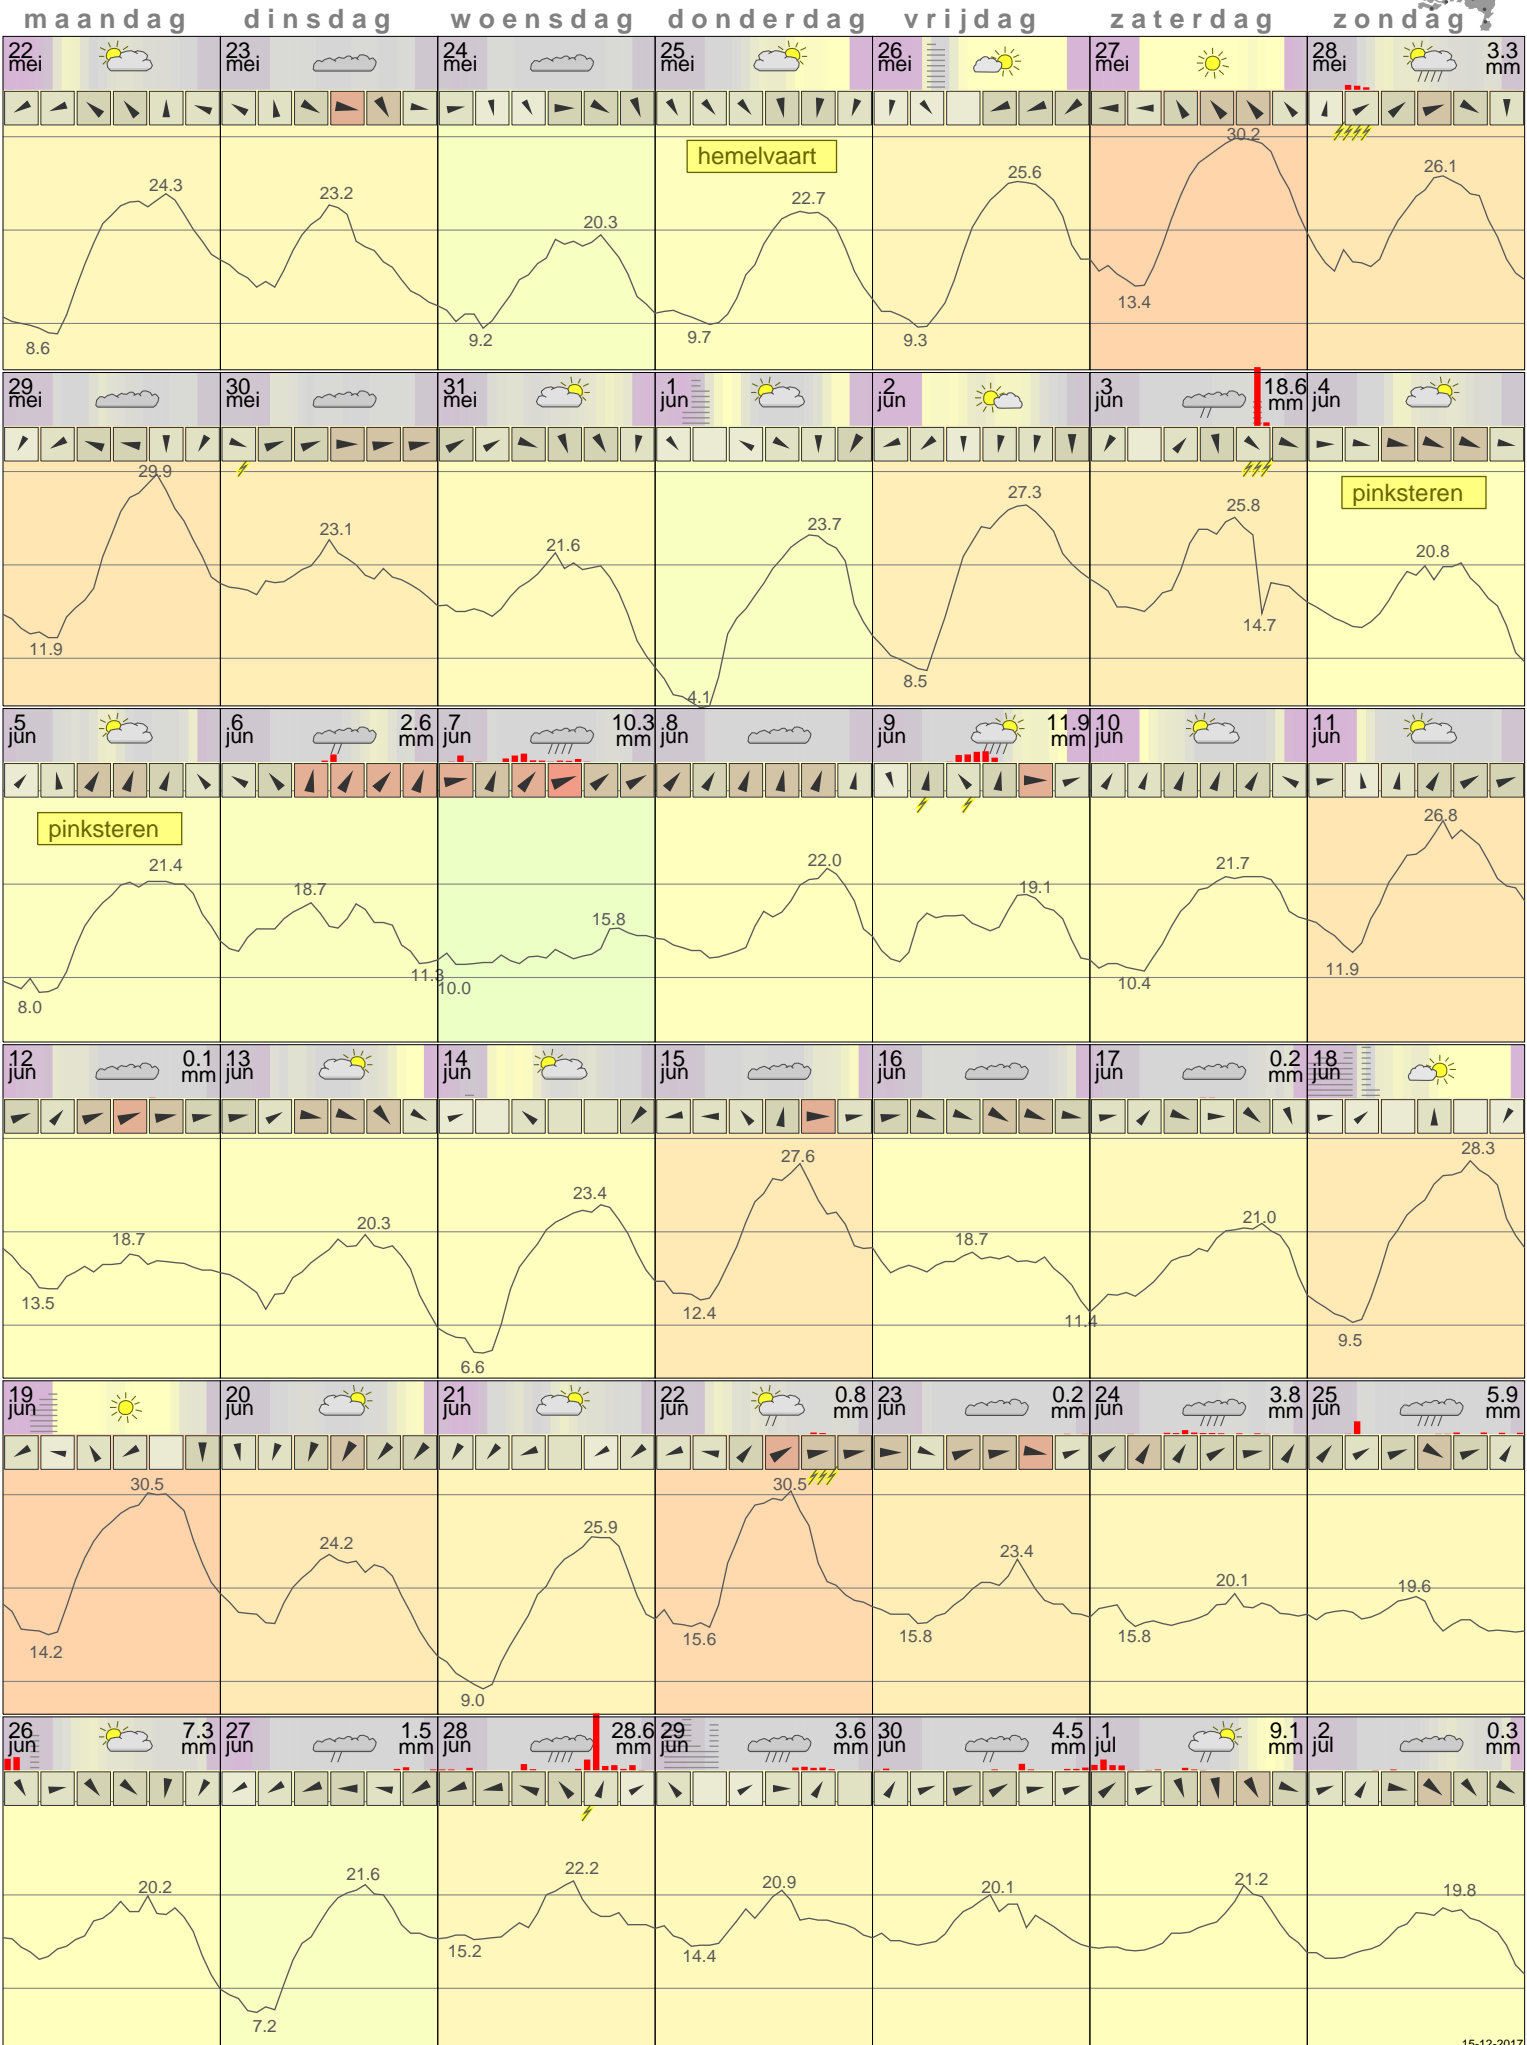 maandag dinsdag woensdag donderdag vrijdag zaterdag zondag
22 mei 23 mei 24 mei 25 mei 26 mei 27 mei 28 mei 3.3 mm
hemelvaart
24.3 23.2 20.3 22.7 25.6 30.2 26.1
8.6 9.2 9.7 9.3 13.4
29 mei 30 mei 31 mei 1 jun 2 jun 3 jun 18.6 mm 4 jun
pinksteren
29.9 23.1 21.6 23.7 27.3 25.8 20.8
11.9 4.1 8.5 14.7
5 jun 6 jun 2.6 mm 7 jun 10.3 mm 8 jun 9 jun 11.9 mm 10 jun 11 jun
pinksteren
21.4 18.7 15.8 22.0 19.1 21.7 26.8
8.0 11.3 10.0 10.4 11.9
12 jun 0.1 mm 13 jun 14 jun 15 jun 16 jun 17 jun 0.2 mm 18 jun
18.7 20.3 23.4 27.6 18.7 21.0 28.3
13.5 6.6 12.4 11.4 9.5
19 jun 20 jun 21 jun 22 jun 0.8 mm 23 jun 0.2 mm 24 jun 3.8 mm 25 jun 5.9 mm
30.5 24.2 25.9 30.5 23.4 20.1 19.6
14.2 9.0 15.6 15.8 15.8
26 jun 7.3 mm 27 jun 1.5 mm 28 jun 28.6 mm 29 jun 3.6 mm 30 jun 4.5 mm 1 jul 9.1 mm 2 jul 0.3 mm
20.2 21.6 22.2 20.9 20.1 21.2 19.8
7.2 15.2 14.4
15-12-2017